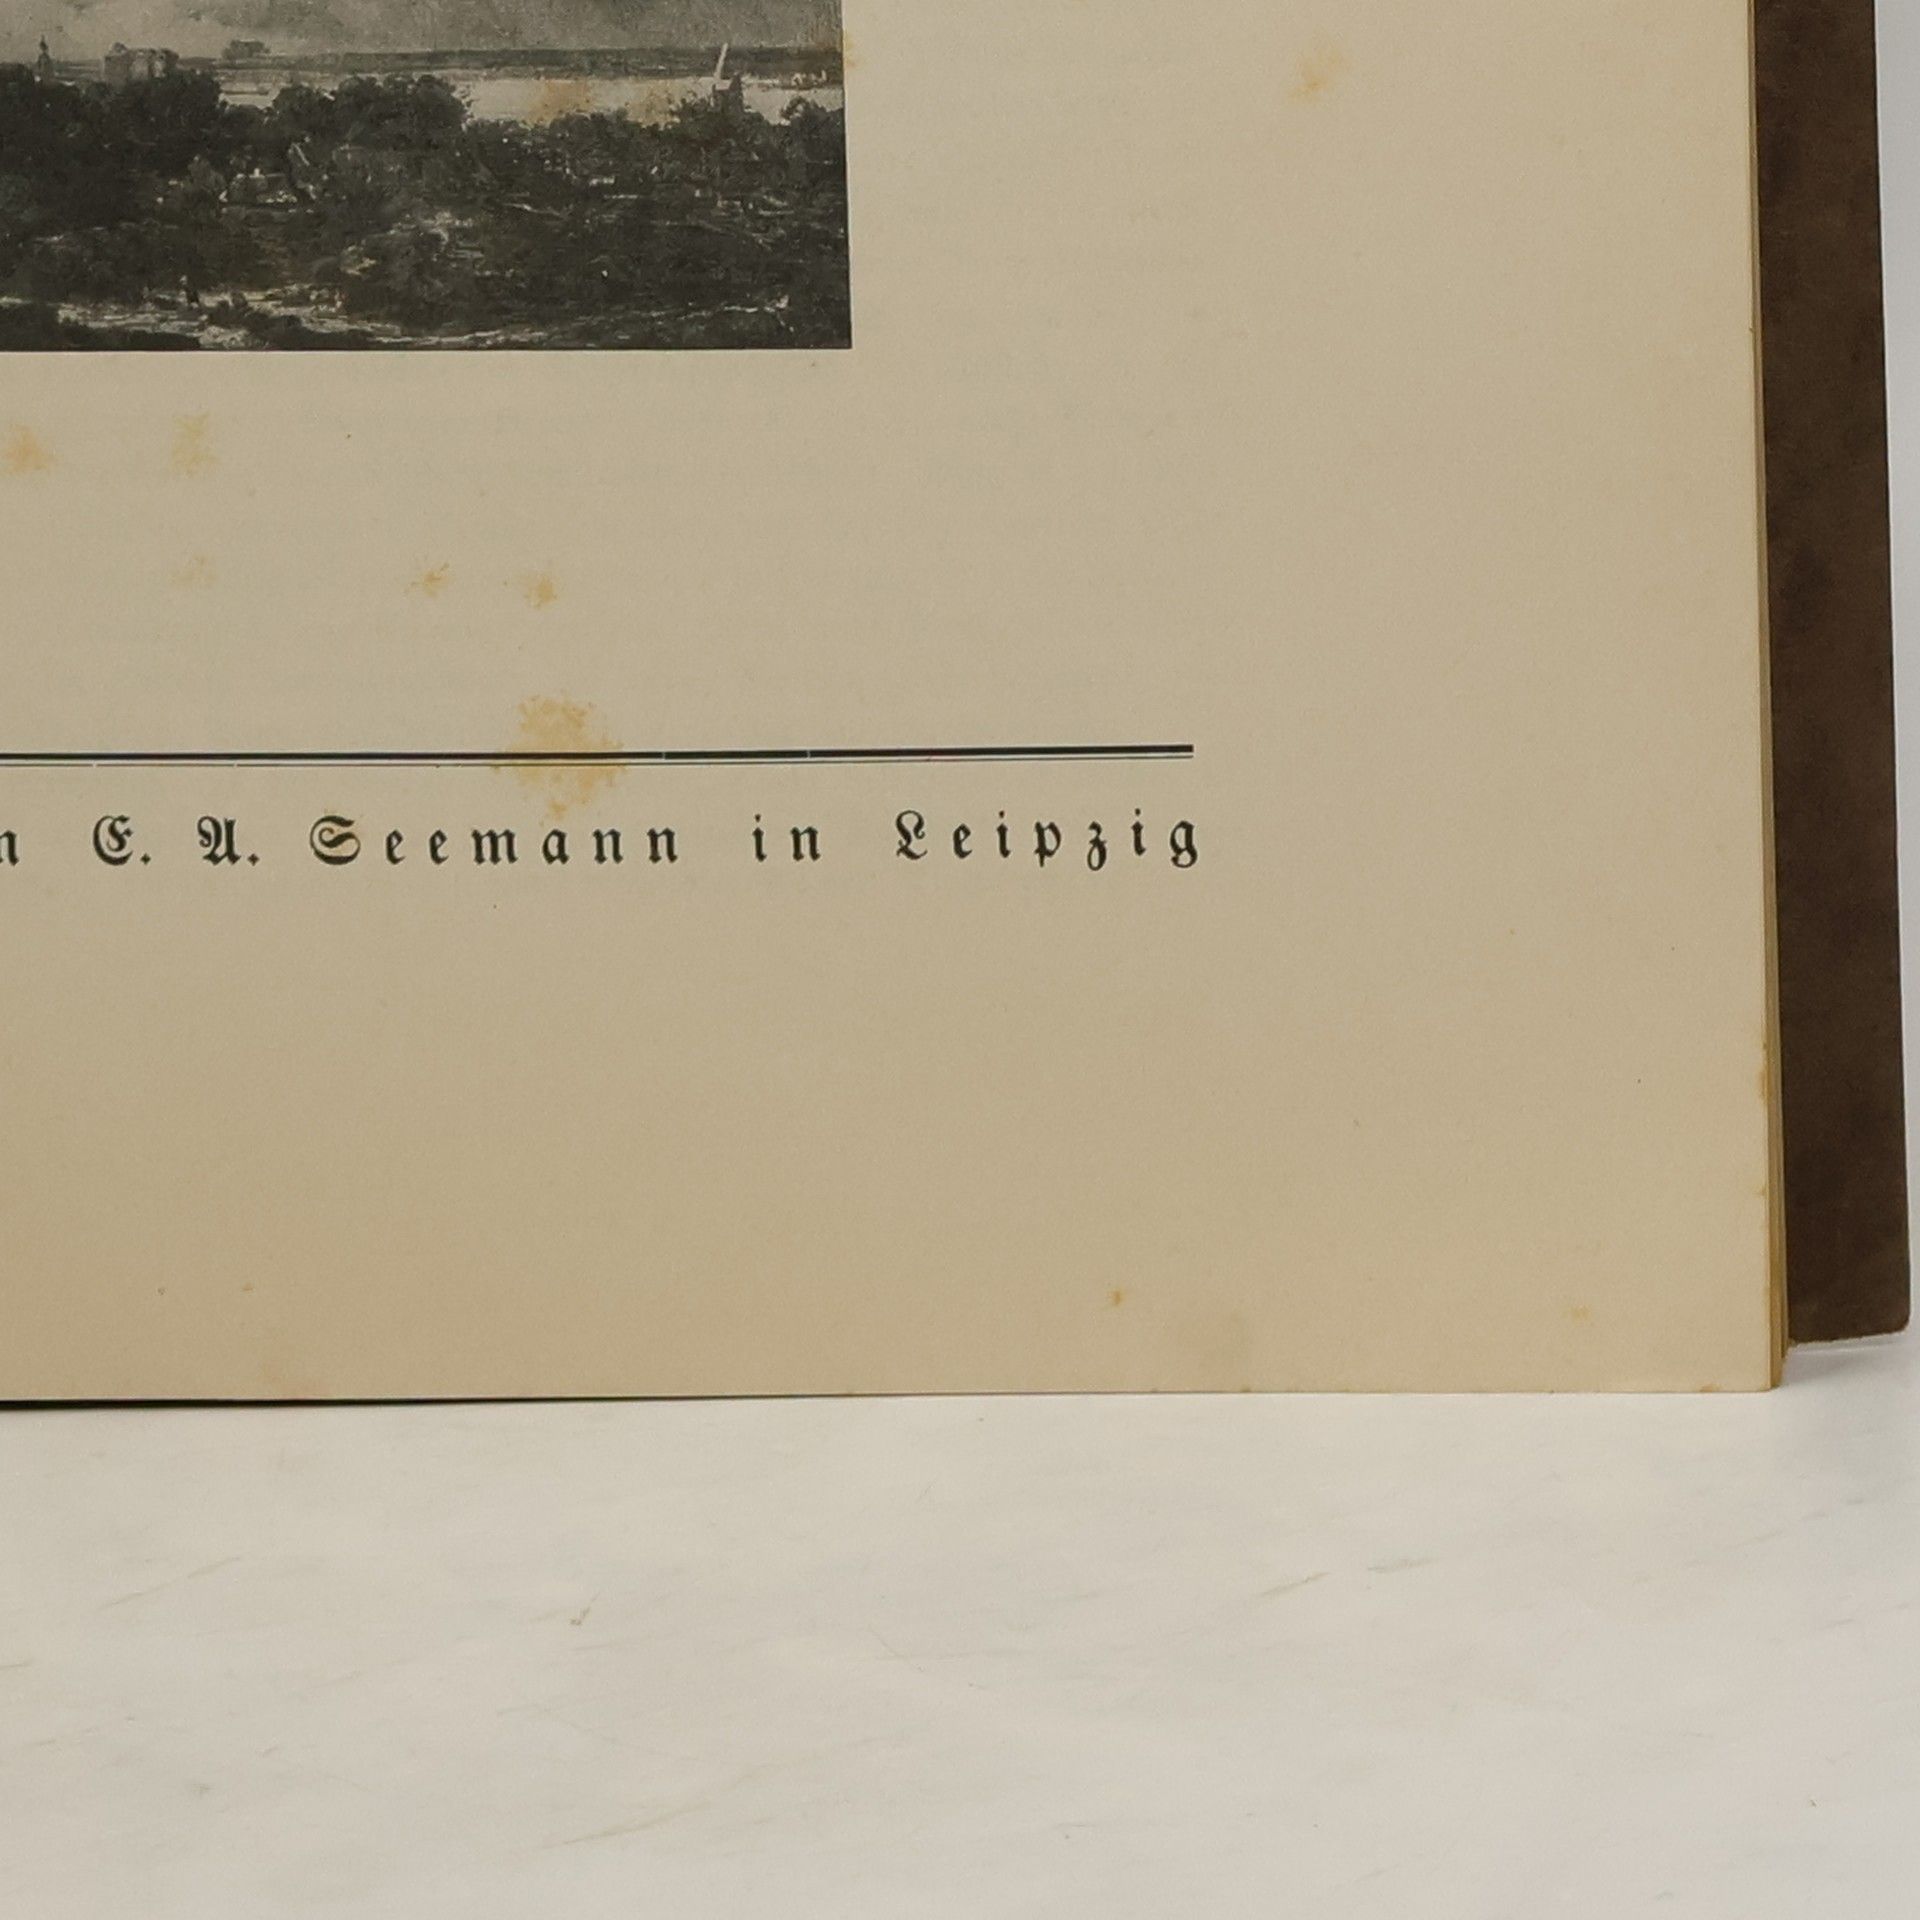 n E. A. Seemann in Leipzig